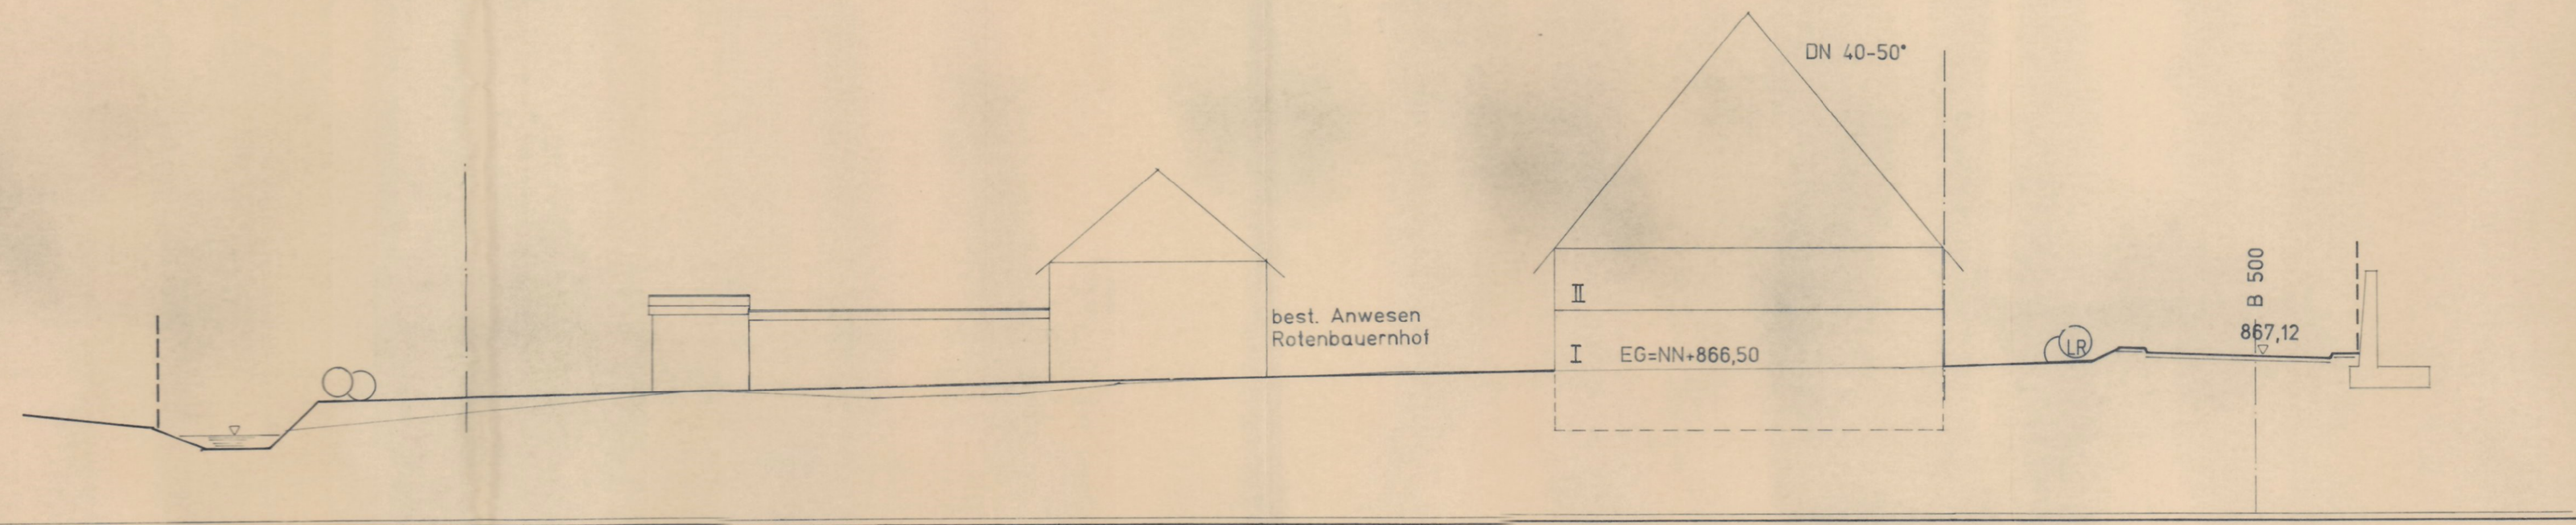 DN 40-50°
best. Anwesen
Rotenbauernhof
II
I EG=NN+866,50
LR
B 500
867,12